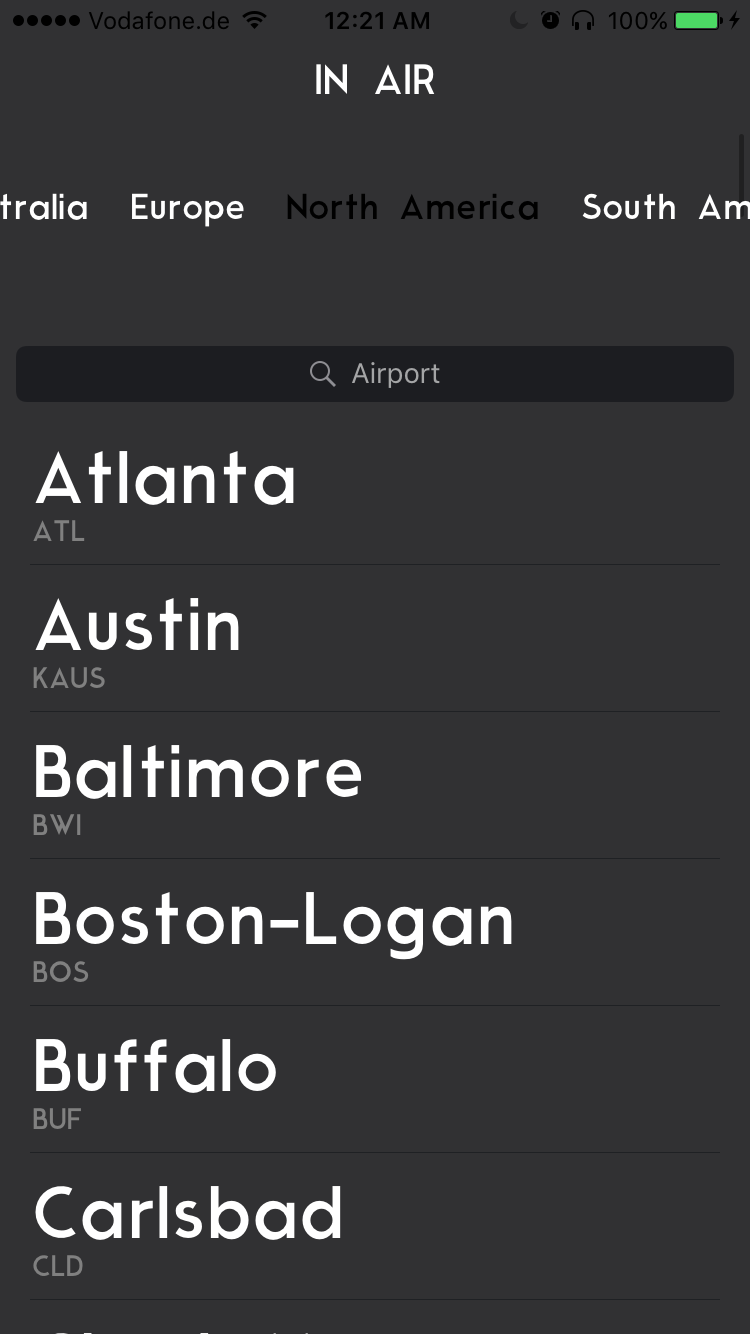 Vodafone.de 12:21 AM 100%
IN AIR
tralia Europe North America South Am
Airport
Atlanta
ATL
Austin
KAUS
Baltimore
BWI
Boston-Logan
BOS
Buffalo
BUF
Carlsbad
CLD